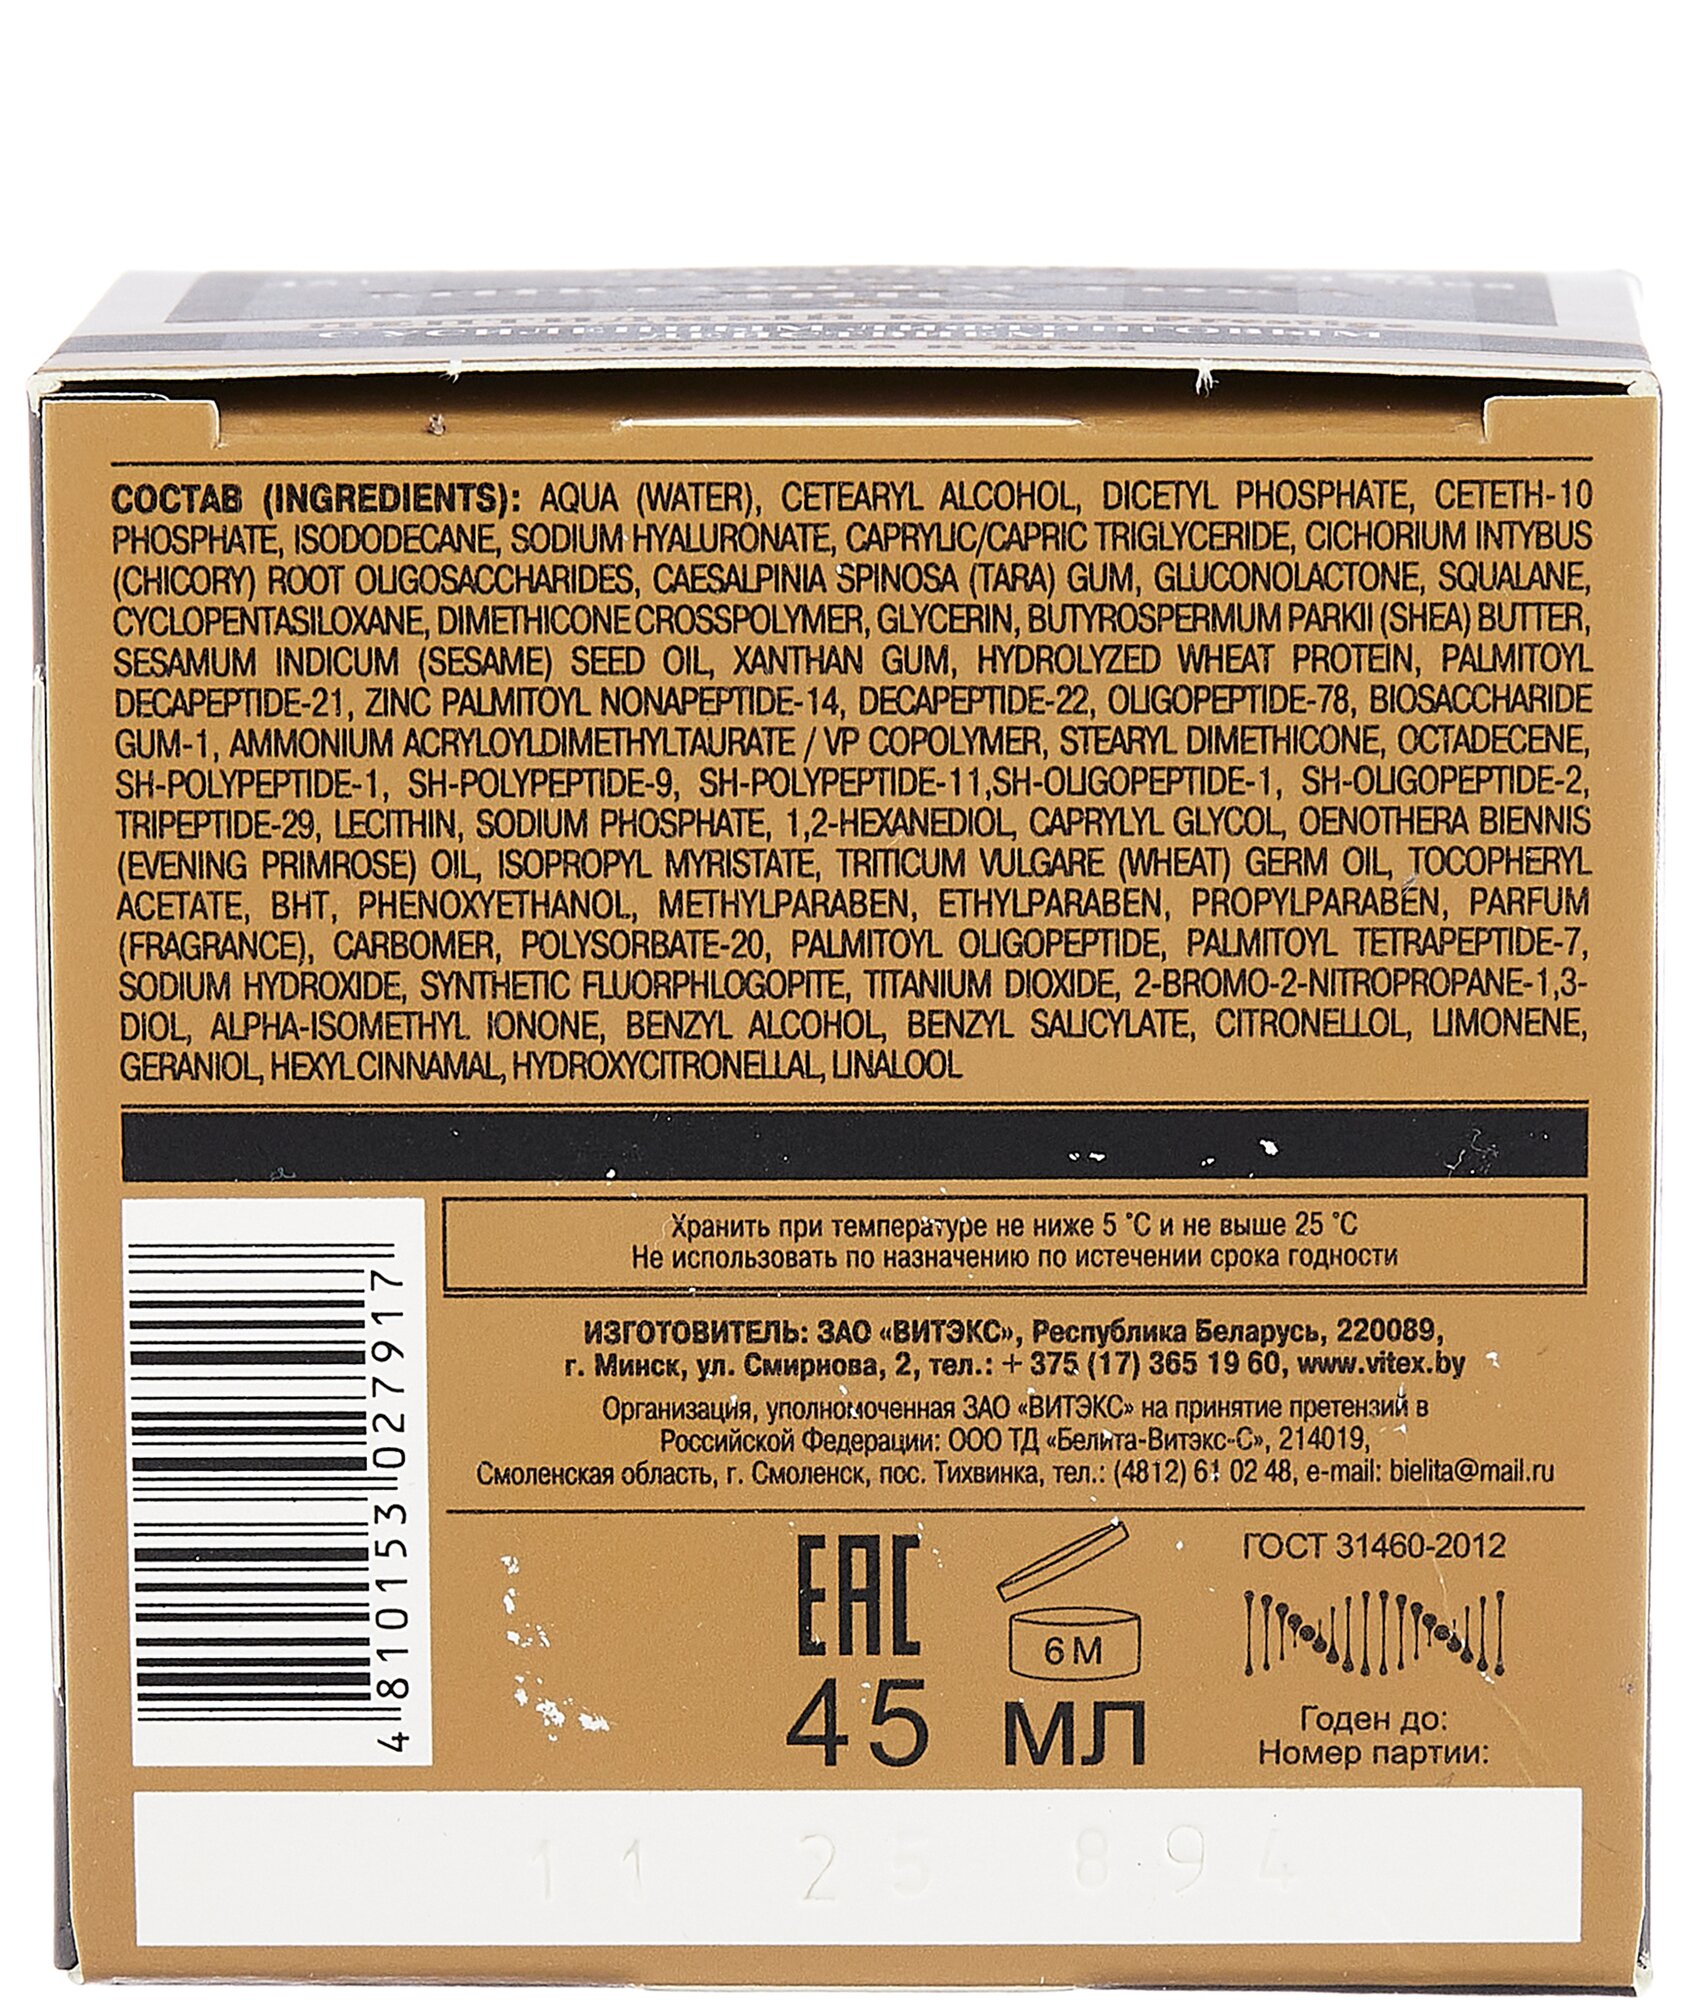 СОСТАВ (INGREDIENTS): AQUA (WATER), CETEARYL ALCOHOL, DICETYL PHOSPHATE, CETETH-10
PHOSPHATE, ISODODECANE, SODIUM HYALURONATE, CAPRYLIC/CAPRIC TRIGLYCERIDE, CICHORIUM INTYBUS
(CHICORY) ROOT OLIGOSACCHARIDES, CAESALPINIA SPINOSA (TARA) GUM, GLUCONOLACTONE, SQUALANE,
CYCLOPENTASILOXANE, DIMETHICONE CROSSPOLYMER, GLYCERIN, BUTYROSPERMUM PARKII (SHEA) BUTTER,
SESAMUM INDICUM (SESAME) SEED OIL, XANTHAN GUM, HYDROLYZED WHEAT PROTEIN, PALMITOYL
DECAPEPTIDE-21, ZINC PALMITOYL NONAPEPTIDE-14, DECAPEPTIDE-22, OLIGOPEPTIDE-78, BIOSACCHARIDE
GUM-1, AMMONIUM ACRYLOYLDIMETHYLTAURATE / VP COPOLYMER, STEARYL DIMETHICONE, OCTADECENE,
SH-POLYPEPTIDE-1, SH-POLYPEPTIDE-9, SH-POLYPEPTIDE-11,SH-OLIGOPEPTIDE-1, SH-OLIGOPEPTIDE-2,
TRIPEPTIDE-29, LECITHIN, SODIUM PHOSPHATE, 1,2-HEXANEDIOL, CAPRYLYL GLYCOL, OENOTHERA BIENNIS
(EVENING PRIMROSE) OIL, ISOPROPYL MYRISTATE, TRITICUM VULGARE (WHEAT) GERM OIL, TOCOPHERYL
ACETATE, BHT, PHENOXYETHANOL, METHYLPARABEN, ETHYLPARABEN, PROPYLPARABEN, PARFUM
(FRAGRANCE), CARBOMER, POLYSORBATE-20, PALMITOYL OLIGOPEPTIDE, PALMITOYL TETRAPEPTIDE-7,
SODIUM HYDROXIDE, SYNTHETIC FLUORPHLOGOPITE, TITANIUM DIOXIDE, 2-BROMO-2-NITROPROPANE-1,3-
DIOL, ALPHA-ISOMETHYL IONONE, BENZYL ALCOHOL, BENZYL SALICYLATE, CITRONELLOL, LIMONENE,
GERANIOL, HEXYL CINNAMAL, HYDROXYCITRONELLAL, LINALOOL
Хранить при температуре не ниже 5 °С и не выше 25 °С
Не использовать по назначению по истечении срока годности
ИЗГОТОВИТЕЛЬ: ЗАО «ВИТЭКС», Республика Беларусь, 220089,
г. Минск, ул. Смирнова, 2, тел.: + 375 (17) 365 19 60, www.vitex.by
Организация, уполномоченная ЗАО «ВИТЭКС» на принятие претензий в
Российской Федерации: ООО ТД «Белита-Витэкс-С», 214019,
Смоленская область, г. Смоленск, пос. Тихвинка, тел.: (4812) 61 02 48, e-mail: bielita@mail.ru
4 810153 027917
EAC
45 МЛ
6 М
ГОСТ 31460-2012
Годен до:
Номер партии:
11 25 894